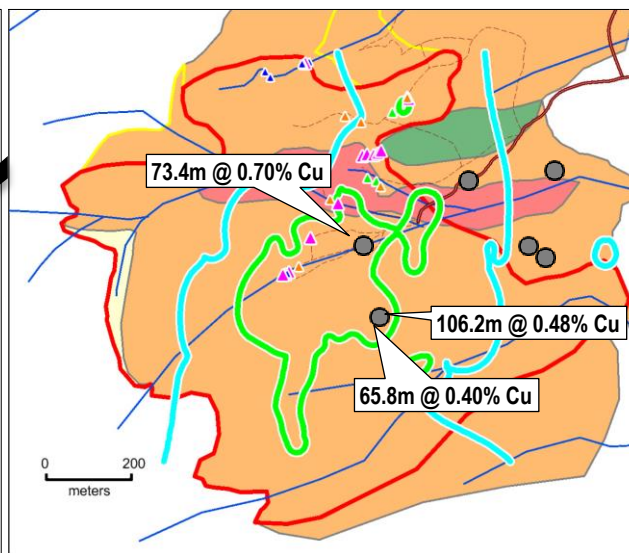 73.4m @ 0.70% Cu
106.2m @ 0.48% Cu
65.8m @ 0.40% Cu
0 200
meters